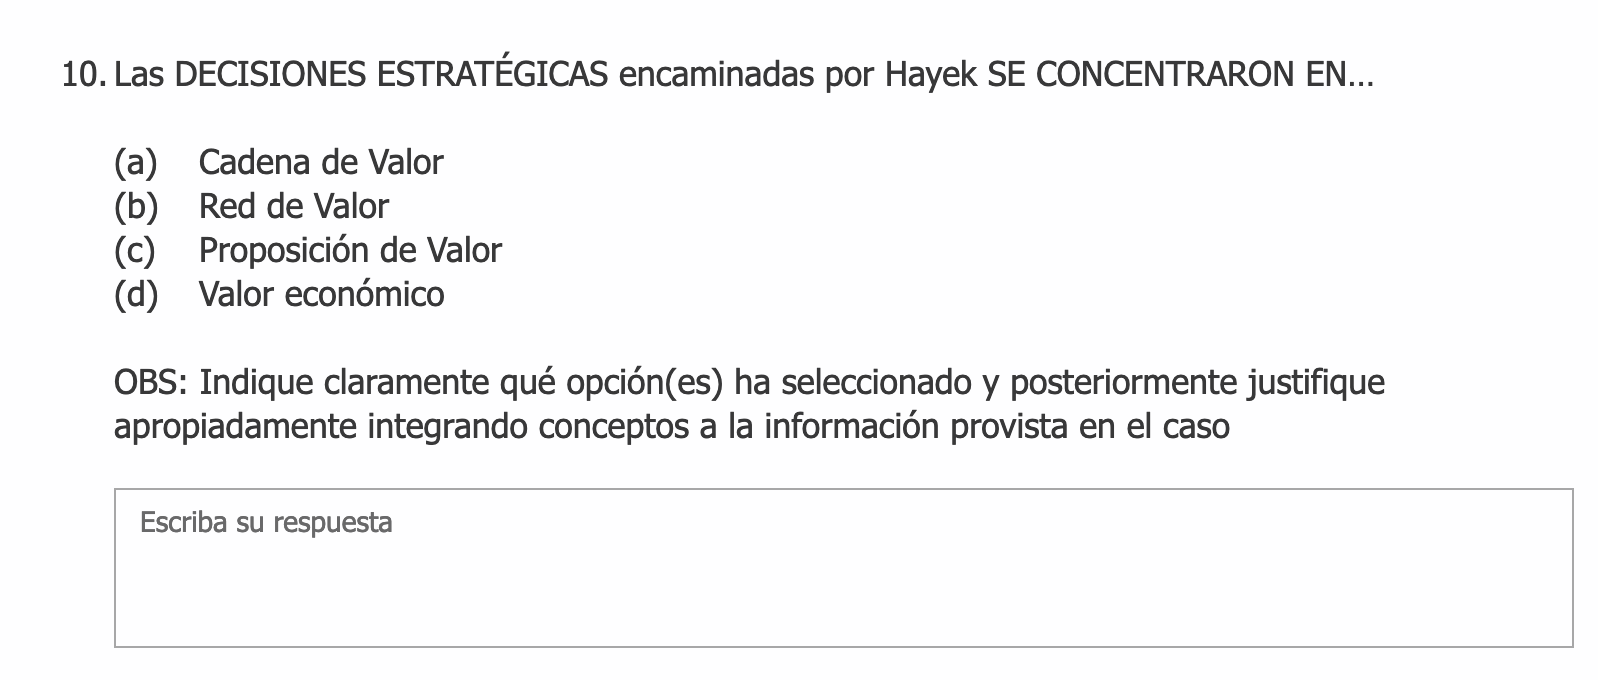 10. Las DECISIONES ESTRATÉGICAS encaminadas por Hayek SE CONCENTRARON EN...
(a) Cadena de Valor
(b) Red de Valor
(c) Proposición de Valor
(d) Valor económico
OBS: Indique claramente qué opción(es) ha seleccionado y posteriormente justifique
apropiadamente integrando conceptos a la información provista en el caso
Escriba su respuesta